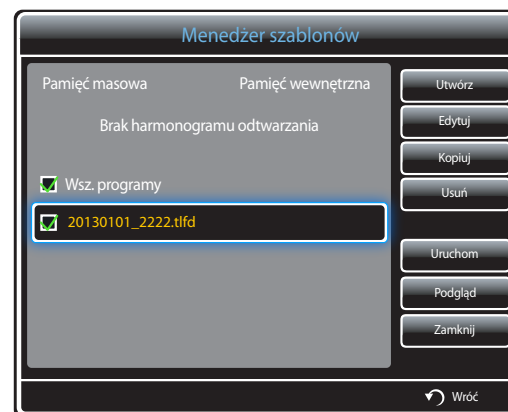 Menedżer szablonów
Pamięć masowa Pamięć wewnętrzna
Brak harmonogramu odtwarzania
Wsz. programy
20130101_2222.tlfd
Utwórz
Edytuj
Kopiuj
Usuń
Uruchom
Podgląd
Zamknij
Wróć